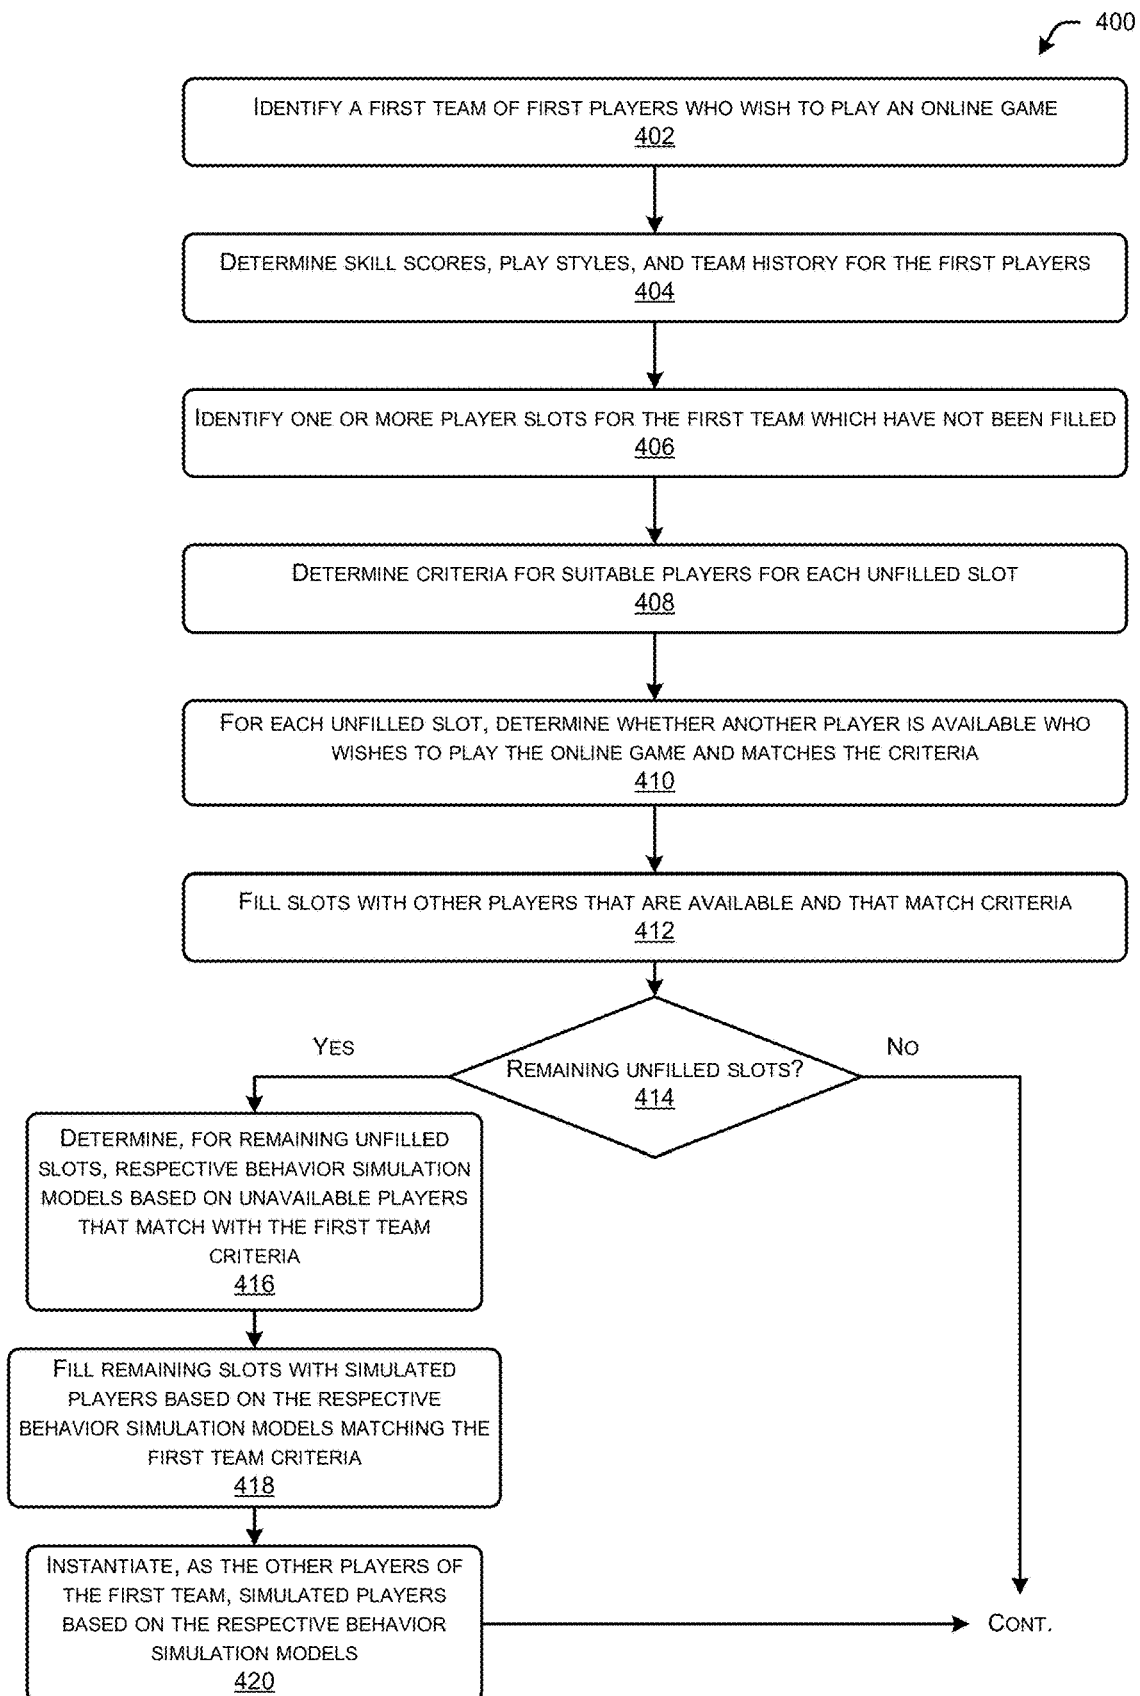 400
IDENTIFY A FIRST TEAM OF FIRST PLAYERS WHO WISH TO PLAY AN ONLINE GAME
402
DETERMINE SKILL SCORES, PLAY STYLES, AND TEAM HISTORY FOR THE FIRST PLAYERS
404
IDENTIFY ONE OR MORE PLAYER SLOTS FOR THE FIRST TEAM WHICH HAVE NOT BEEN FILLED
406
DETERMINE CRITERIA FOR SUITABLE PLAYERS FOR EACH UNFILLED SLOT
408
FOR EACH UNFILLED SLOT, DETERMINE WHETHER ANOTHER PLAYER IS AVAILABLE WHO
WISHES TO PLAY THE ONLINE GAME AND MATCHES THE CRITERIA
410
FILL SLOTS WITH OTHER PLAYERS THAT ARE AVAILABLE AND THAT MATCH CRITERIA
412
YES
NO
REMAINING UNFILLED SLOTS?
414
DETERMINE, FOR REMAINING UNFILLED
SLOTS, RESPECTIVE BEHAVIOR SIMULATION
MODELS BASED ON UNAVAILABLE PLAYERS
THAT MATCH WITH THE FIRST TEAM
CRITERIA
416
FILL REMAINING SLOTS WITH SIMULATED
PLAYERS BASED ON THE RESPECTIVE
BEHAVIOR SIMULATION MODELS MATCHING THE
FIRST TEAM CRITERIA
418
INSTANTIATE, AS THE OTHER PLAYERS OF
THE FIRST TEAM, SIMULATED PLAYERS
BASED ON THE RESPECTIVE BEHAVIOR
SIMULATION MODELS
420
CONT.